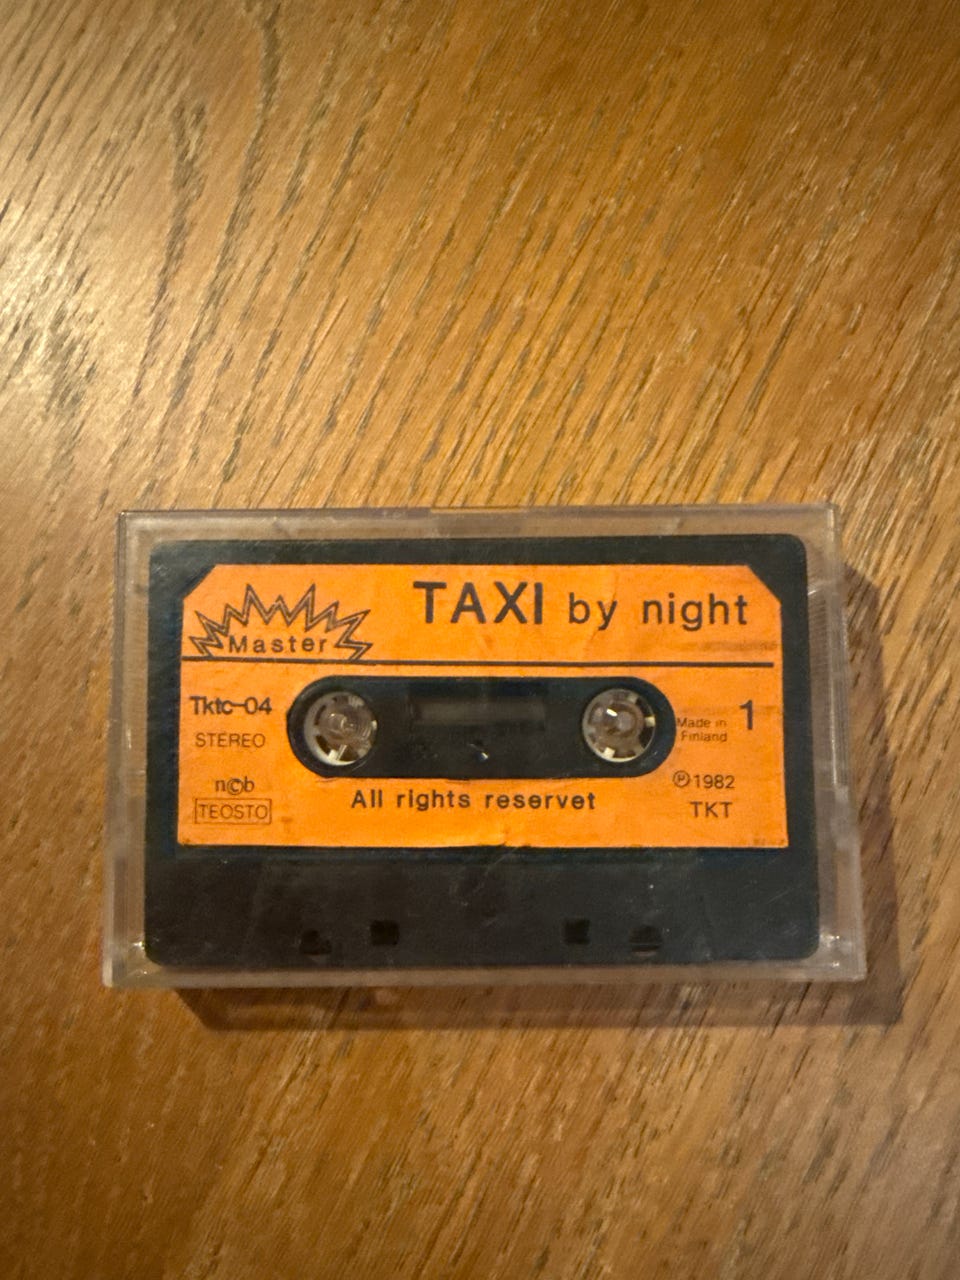 TAXI by night
Master
Tktc-04
STEREO
n©b
TEOSTO
Made in
Finland
1
All rights reservet
℗1982
TKT